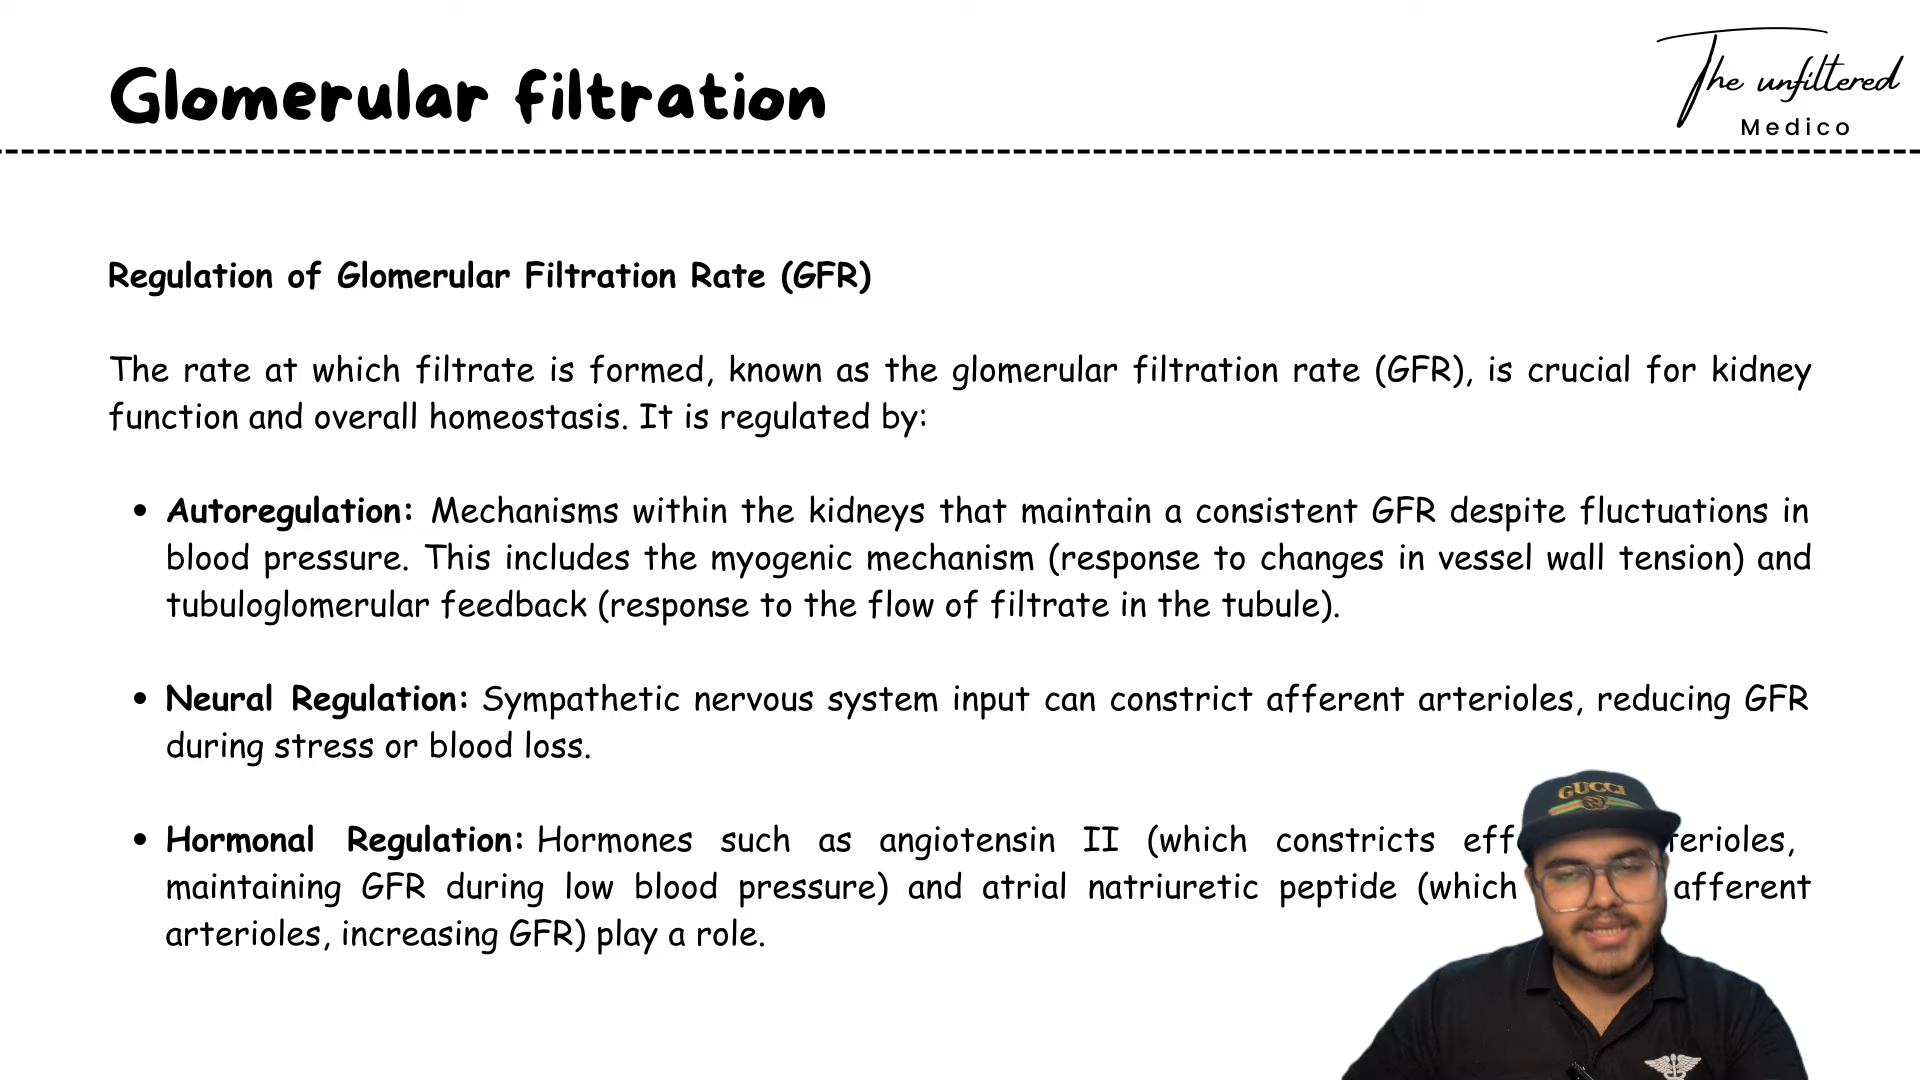 Glomerular filtration
The unfiltered
Medico
Regulation of Glomerular Filtration Rate (GFR)
The rate at which filtrate is formed, known as the glomerular filtration rate (GFR), is crucial for kidney
function and overall homeostasis. It is regulated by:
• Autoregulation: Mechanisms within the kidneys that maintain a consistent GFR despite fluctuations in
blood pressure. This includes the myogenic mechanism (response to changes in vessel wall tension) and
tubuloglomerular feedback (response to the flow of filtrate in the tubule).
• Neural Regulation: Sympathetic nervous system input can constrict afferent arterioles, reducing GFR
during stress or blood loss.
• Hormonal Regulation: Hormones such as angiotensin II (which constricts
maintaining GFR during low blood pressure) and atrial natriuretic peptide (which afferent
arterioles, increasing GFR) play a role.
GUCCI